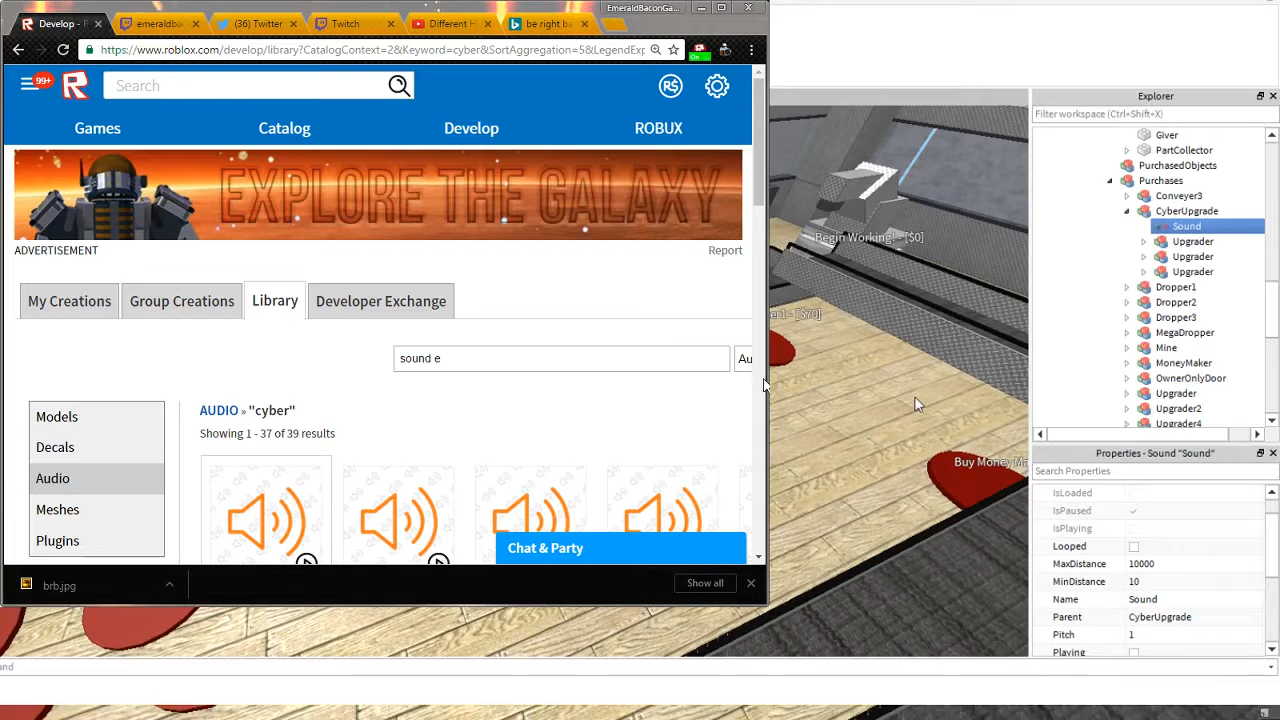 EmeraldBaconGa...
Develop -
emeraldba
(36) Twitter
Twitch
Different H
be right ba
https://www.roblox.com/develop/library?CatalogContext=2&Keyword=cyber&SortAggregation=5&LegendExp
On ...
99+
Search
R$
Games
Catalog
Develop
ROBUX
EXPLORE THE GALAXY
ADVERTISEMENT
Report
My Creations
Group Creations
Library
Developer Exchange
sound e
Au
Models
Decals
Audio
Meshes
Plugins
AUDIO » "cyber"
Showing 1 - 37 of 39 results
Chat & Party
brb.jpg
Show all
Begin Working! - [$0]
er1 - [$70]
Buy Money Ma
and
Explorer
Filter workspace (Ctrl+Shift+X)
Giver
PartCollector
PurchasedObjects
Purchases
Conveyer3
CyberUpgrade
Sound
Upgrader
Upgrader
Upgrader
Dropper1
Dropper2
Dropper3
MegaDropper
Mine
MoneyMaker
OwnerOnlyDoor
Upgrader
Upgrader2
Upgrader4
Properties - Sound "Sound"
Search Properties
IsLoaded
IsPaused
IsPlaying
Looped
MaxDistance 10000
MinDistance 10
Name Sound
Parent CyberUpgrade
Pitch 1
Playing